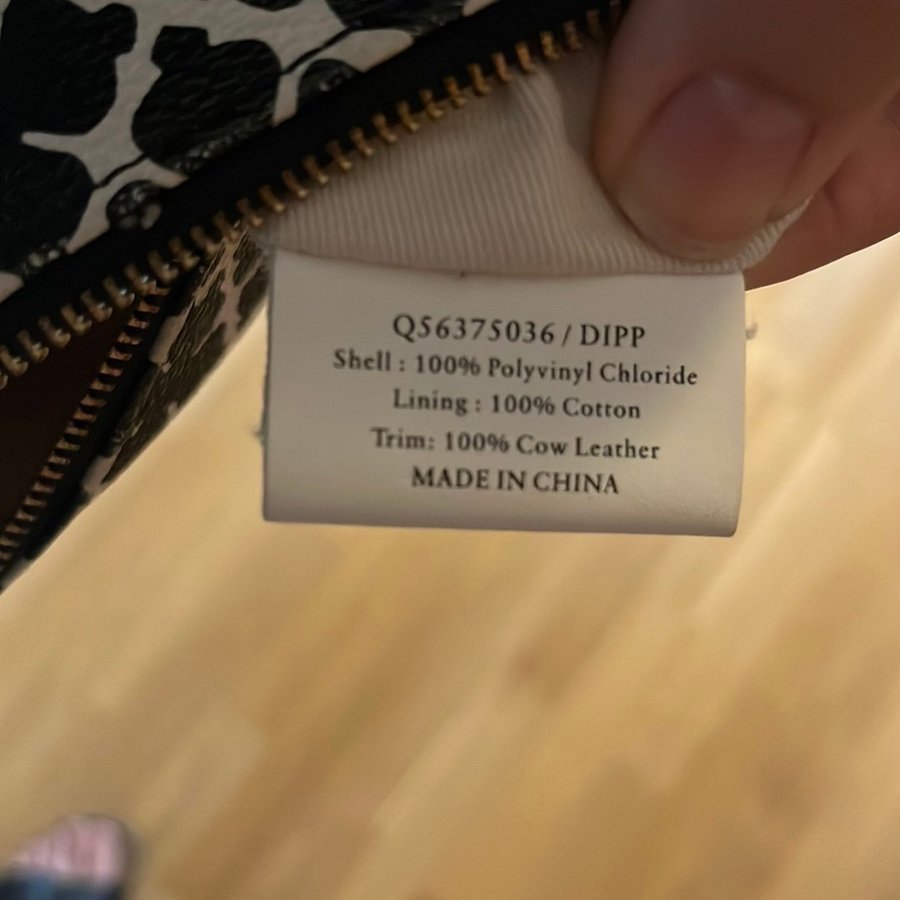 Q56375036 / DIPP
Shell : 100% Polyvinyl Chloride
Lining : 100% Cotton
Trim: 100% Cow Leather
MADE IN CHINA